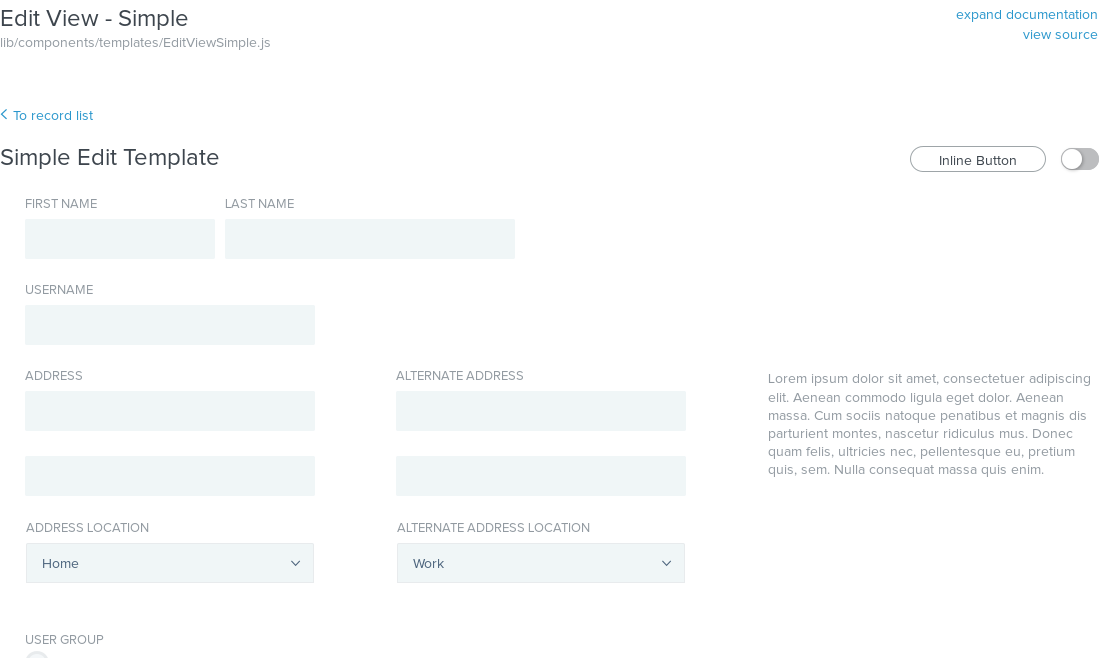 Edit View - Simple
expand documentation
lib/components/templates/EditViewSimple.js
view source
To record list
Simple Edit Template
Inline Button
FIRST NAME
LAST NAME
USERNAME
ADDRESS
ALTERNATE ADDRESS
Lorem ipsum dolor sit amet, consectetuer adipiscing
elit. Aenean commodo ligula eget dolor. Aenean
massa. Cum sociis natoque penatibus et magnis dis
parturient montes, nascetur ridiculus mus. Donec
quam felis, ultricies nec, pellentesque eu, pretium
quis, sem. Nulla consequat massa quis enim.
ADDRESS LOCATION
ALTERNATE ADDRESS LOCATION
Home
Work
USER GROUP